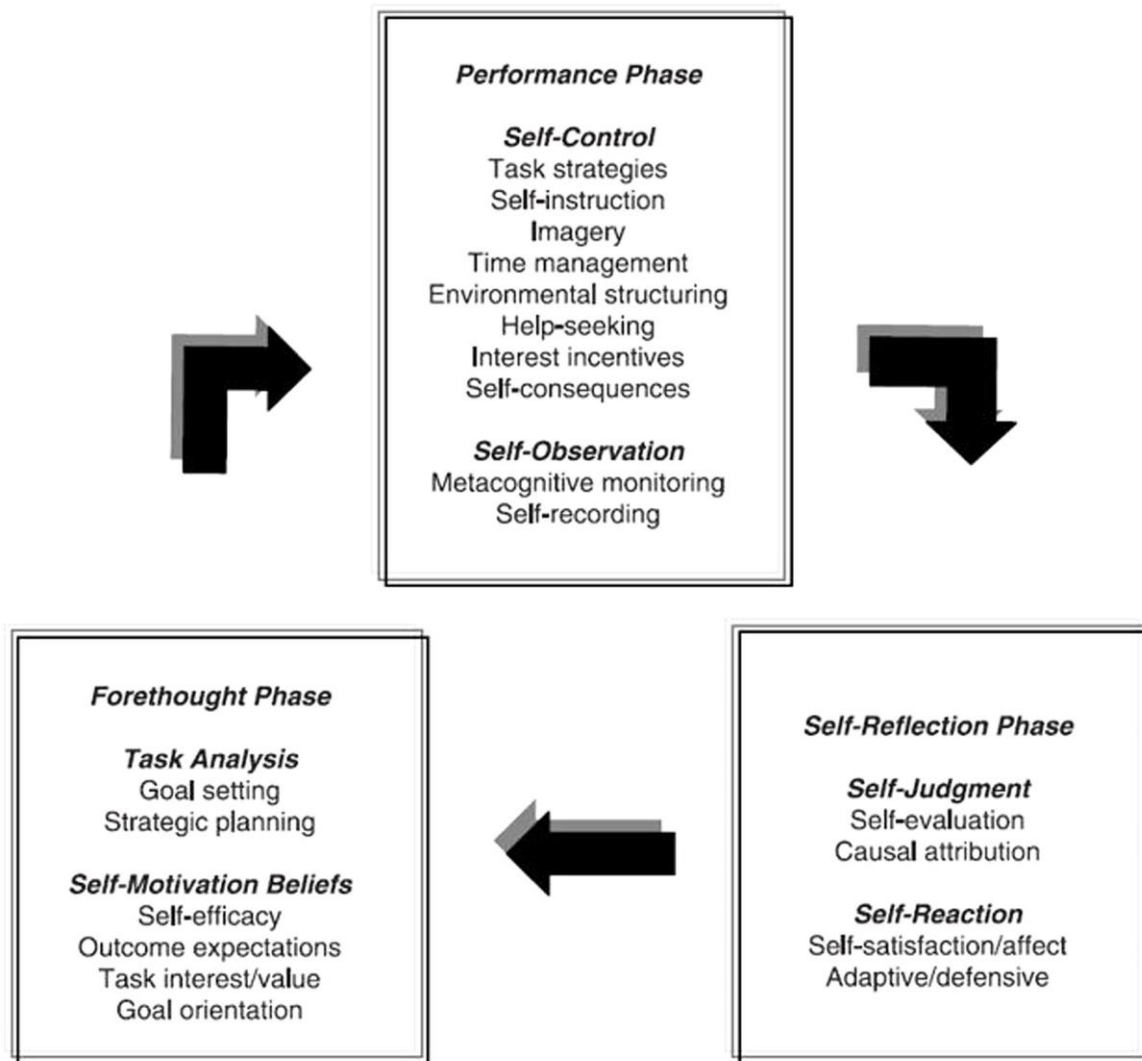 Performance Phase
Self-Control
Task strategies
Self-instruction
Imagery
Time management
Environmental structuring
Help-seeking
Interest incentives
Self-consequences
Self-Observation
Metacognitive monitoring
Self-recording
Forethought Phase
Task Analysis
Goal setting
Strategic planning
Self-Motivation Beliefs
Self-efficacy
Outcome expectations
Task interest/value
Goal orientation
Self-Reflection Phase
Self-Judgment
Self-evaluation
Causal attribution
Self-Reaction
Self-satisfaction/affect
Adaptive/defensive